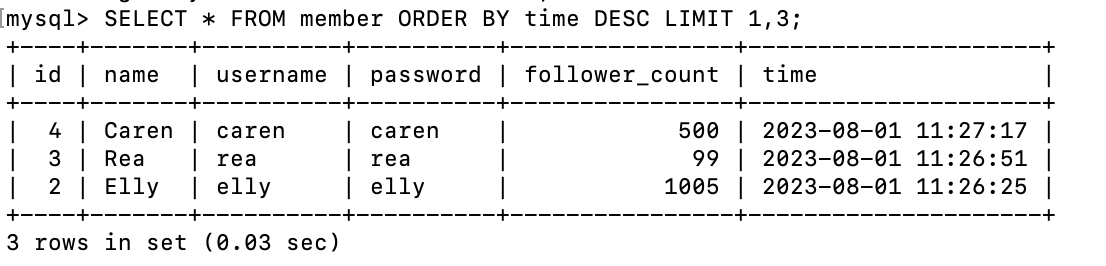 [mysql> SELECT * FROM member ORDER BY time DESC LIMIT 1,3;
+----+-------+----------+----------+----------------+---------------------+
| id | name  | username | password | follower_count | time                |
+----+-------+----------+----------+----------------+---------------------+
|  4 | Caren | caren    | caren    |            500 | 2023-08-01 11:27:17 |
|  3 | Rea   | rea      | rea      |             99 | 2023-08-01 11:26:51 |
|  2 | Elly  | elly     | elly     |           1005 | 2023-08-01 11:26:25 |
+----+-------+----------+----------+----------------+---------------------+
3 rows in set (0.03 sec)